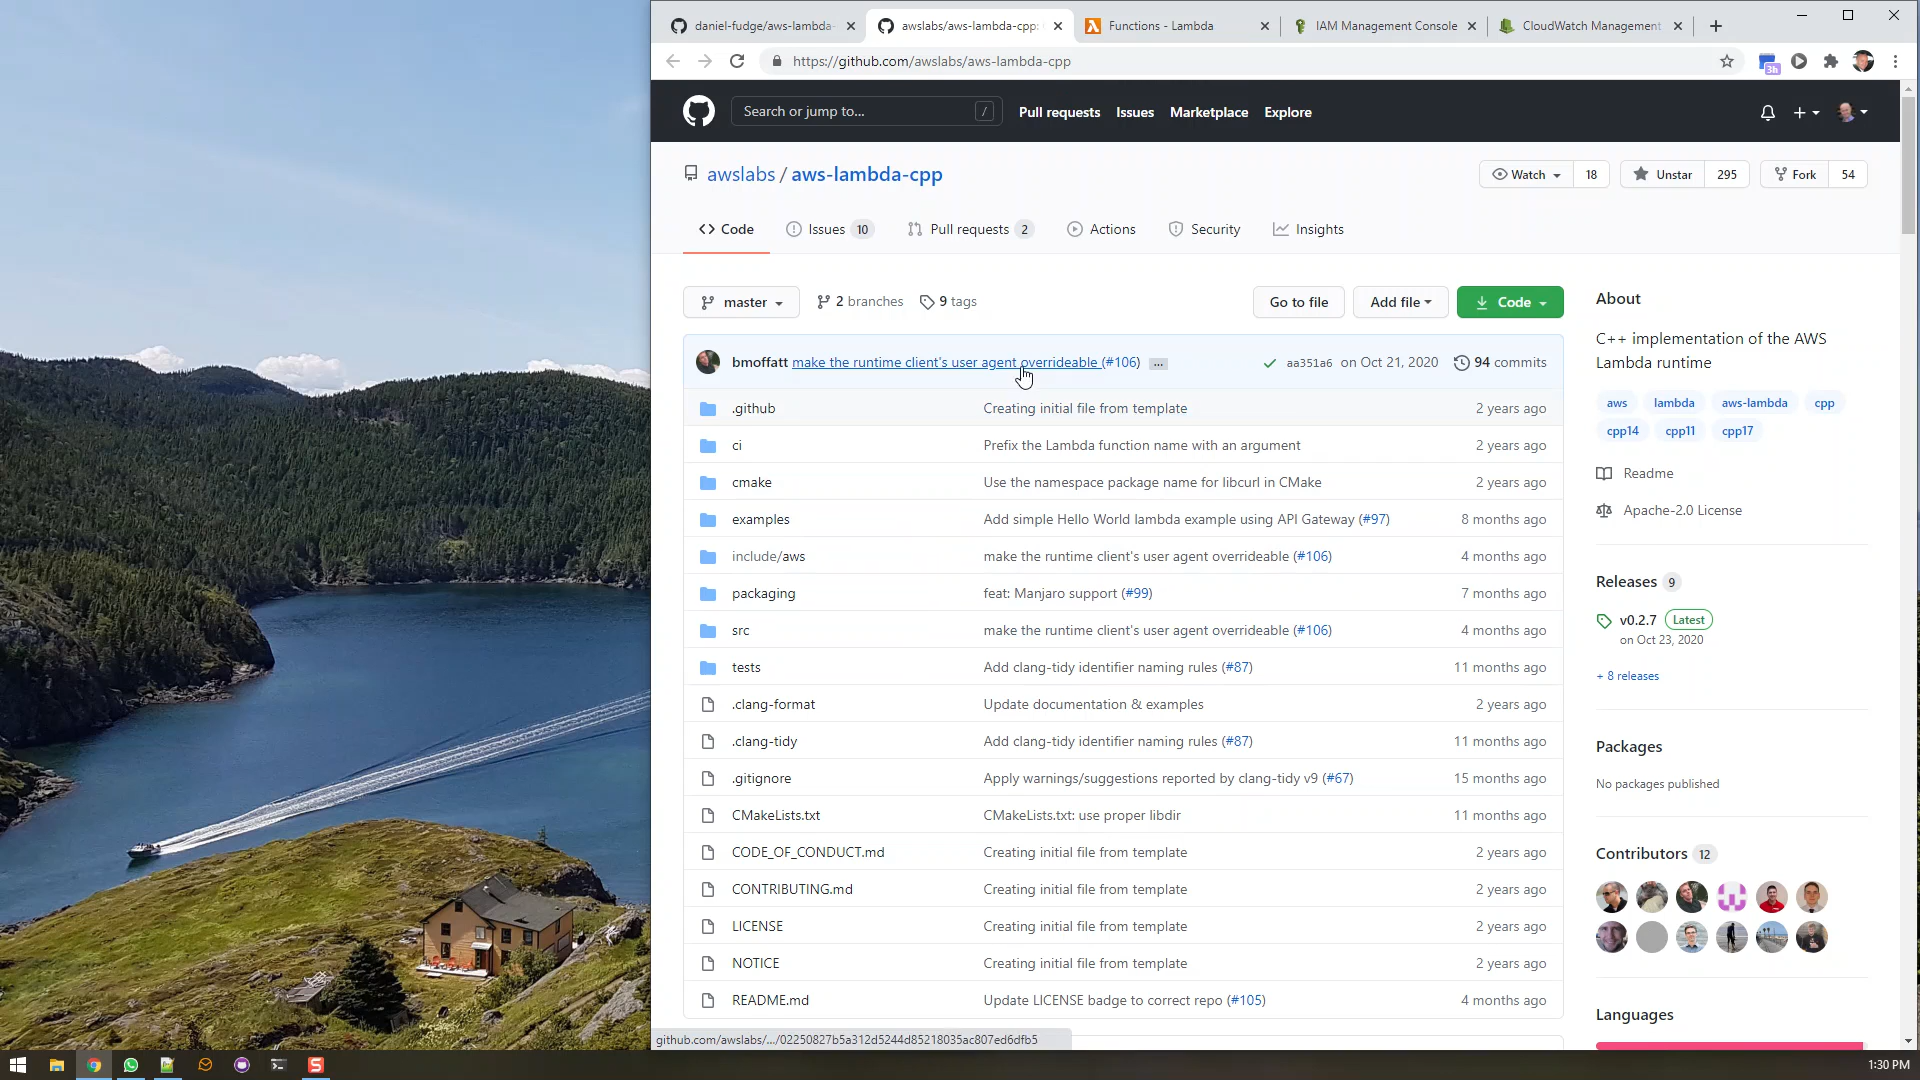 daniel-fudge/aws-lambda-
awslabs/aws-lambda-cpp:
Functions - Lambda
IAM Management Console
CloudWatch Management
https://github.com/awslabs/aws-lambda-cpp
3h
Search or jump to...
/
Pull requests
Issues
Marketplace
Explore
awslabs / aws-lambda-cpp
Watch
18
Unstar
295
Fork
54
Code
Issues 10
Pull requests 2
Actions
Security
Insights
master
2 branches
9 tags
Go to file
Add file
Code
bmoffatt make the runtime client's user agent overrideable (#106) ...
aa351a6 on Oct 21, 2020
94 commits
.github Creating initial file from template 2 years ago
ci Prefix the Lambda function name with an argument 2 years ago
cmake Use the namespace package name for libcurl in CMake 2 years ago
examples Add simple Hello World lambda example using API Gateway (#97) 8 months ago
include/aws make the runtime client's user agent overrideable (#106) 4 months ago
packaging feat: Manjaro support (#99) 7 months ago
src make the runtime client's user agent overrideable (#106) 4 months ago
tests Add clang-tidy identifier naming rules (#87) 11 months ago
.clang-format Update documentation & examples 2 years ago
.clang-tidy Add clang-tidy identifier naming rules (#87) 11 months ago
.gitignore Apply warnings/suggestions reported by clang-tidy v9 (#67) 15 months ago
CMakeLists.txt CMakeLists.txt: use proper libdir 11 months ago
CODE_OF_CONDUCT.md Creating initial file from template 2 years ago
CONTRIBUTING.md Creating initial file from template 2 years ago
LICENSE Creating initial file from template 2 years ago
NOTICE Creating initial file from template 2 years ago
README.md Update LICENSE badge to correct repo (#105) 4 months ago
About
C++ implementation of the AWS
Lambda runtime
aws lambda aws-lambda cpp
cpp14 cpp11 cpp17
Readme
Apache-2.0 License
Releases 9
v0.2.7 Latest
on Oct 23, 2020
+ 8 releases
Packages
No packages published
Contributors 12
Languages
github.com/awslabs/.../02250827b5a312d5244d85218035ac807ed6dfb5
S
1:30 PM